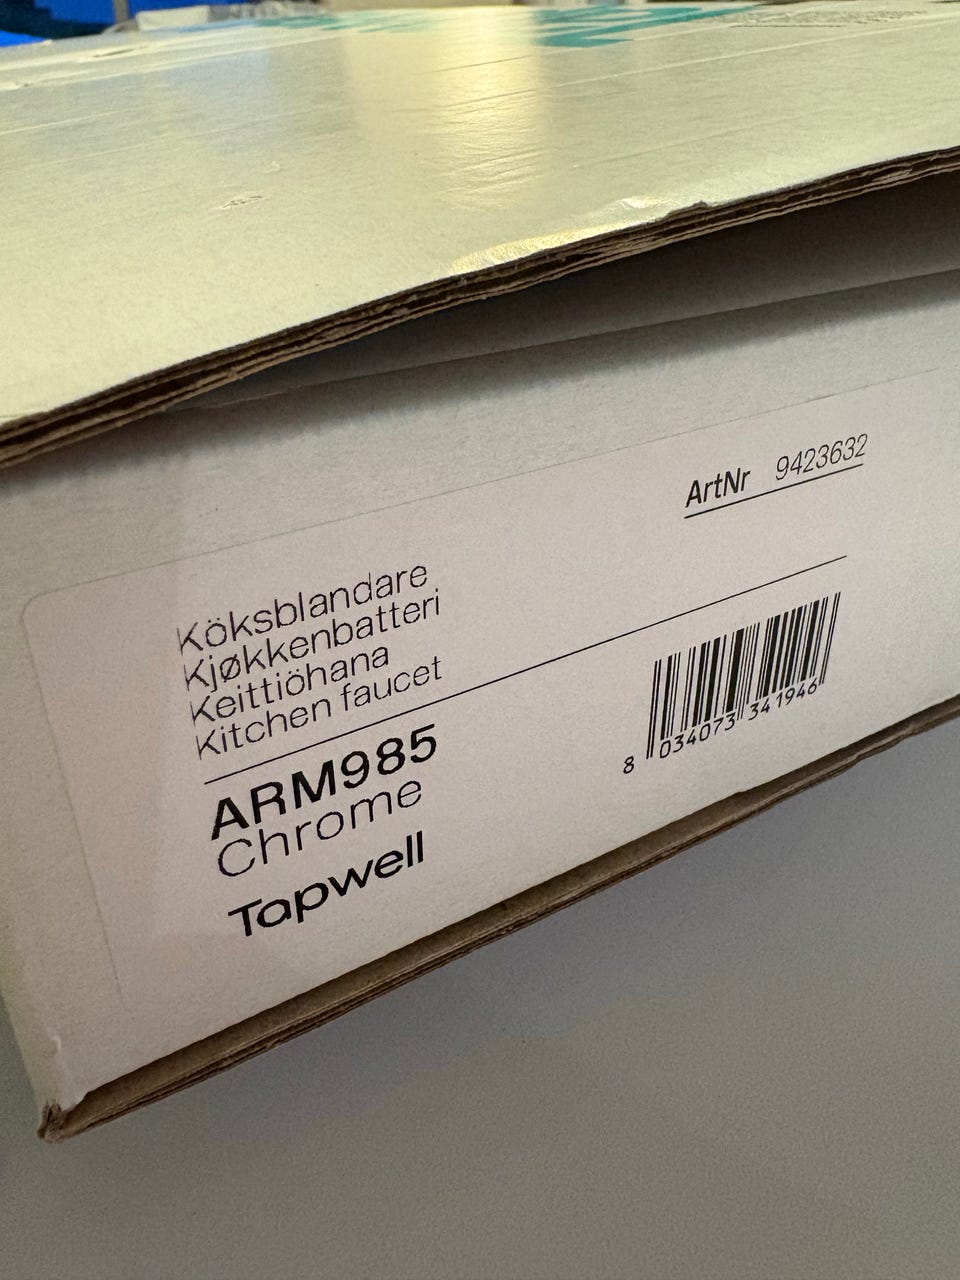 ArtNr 9423632
Köksblandare
Kjøkkenbatteri
Keittiöhana
Kitchen faucet
ARM985
Chrome
Tapwell
8 034073 341946